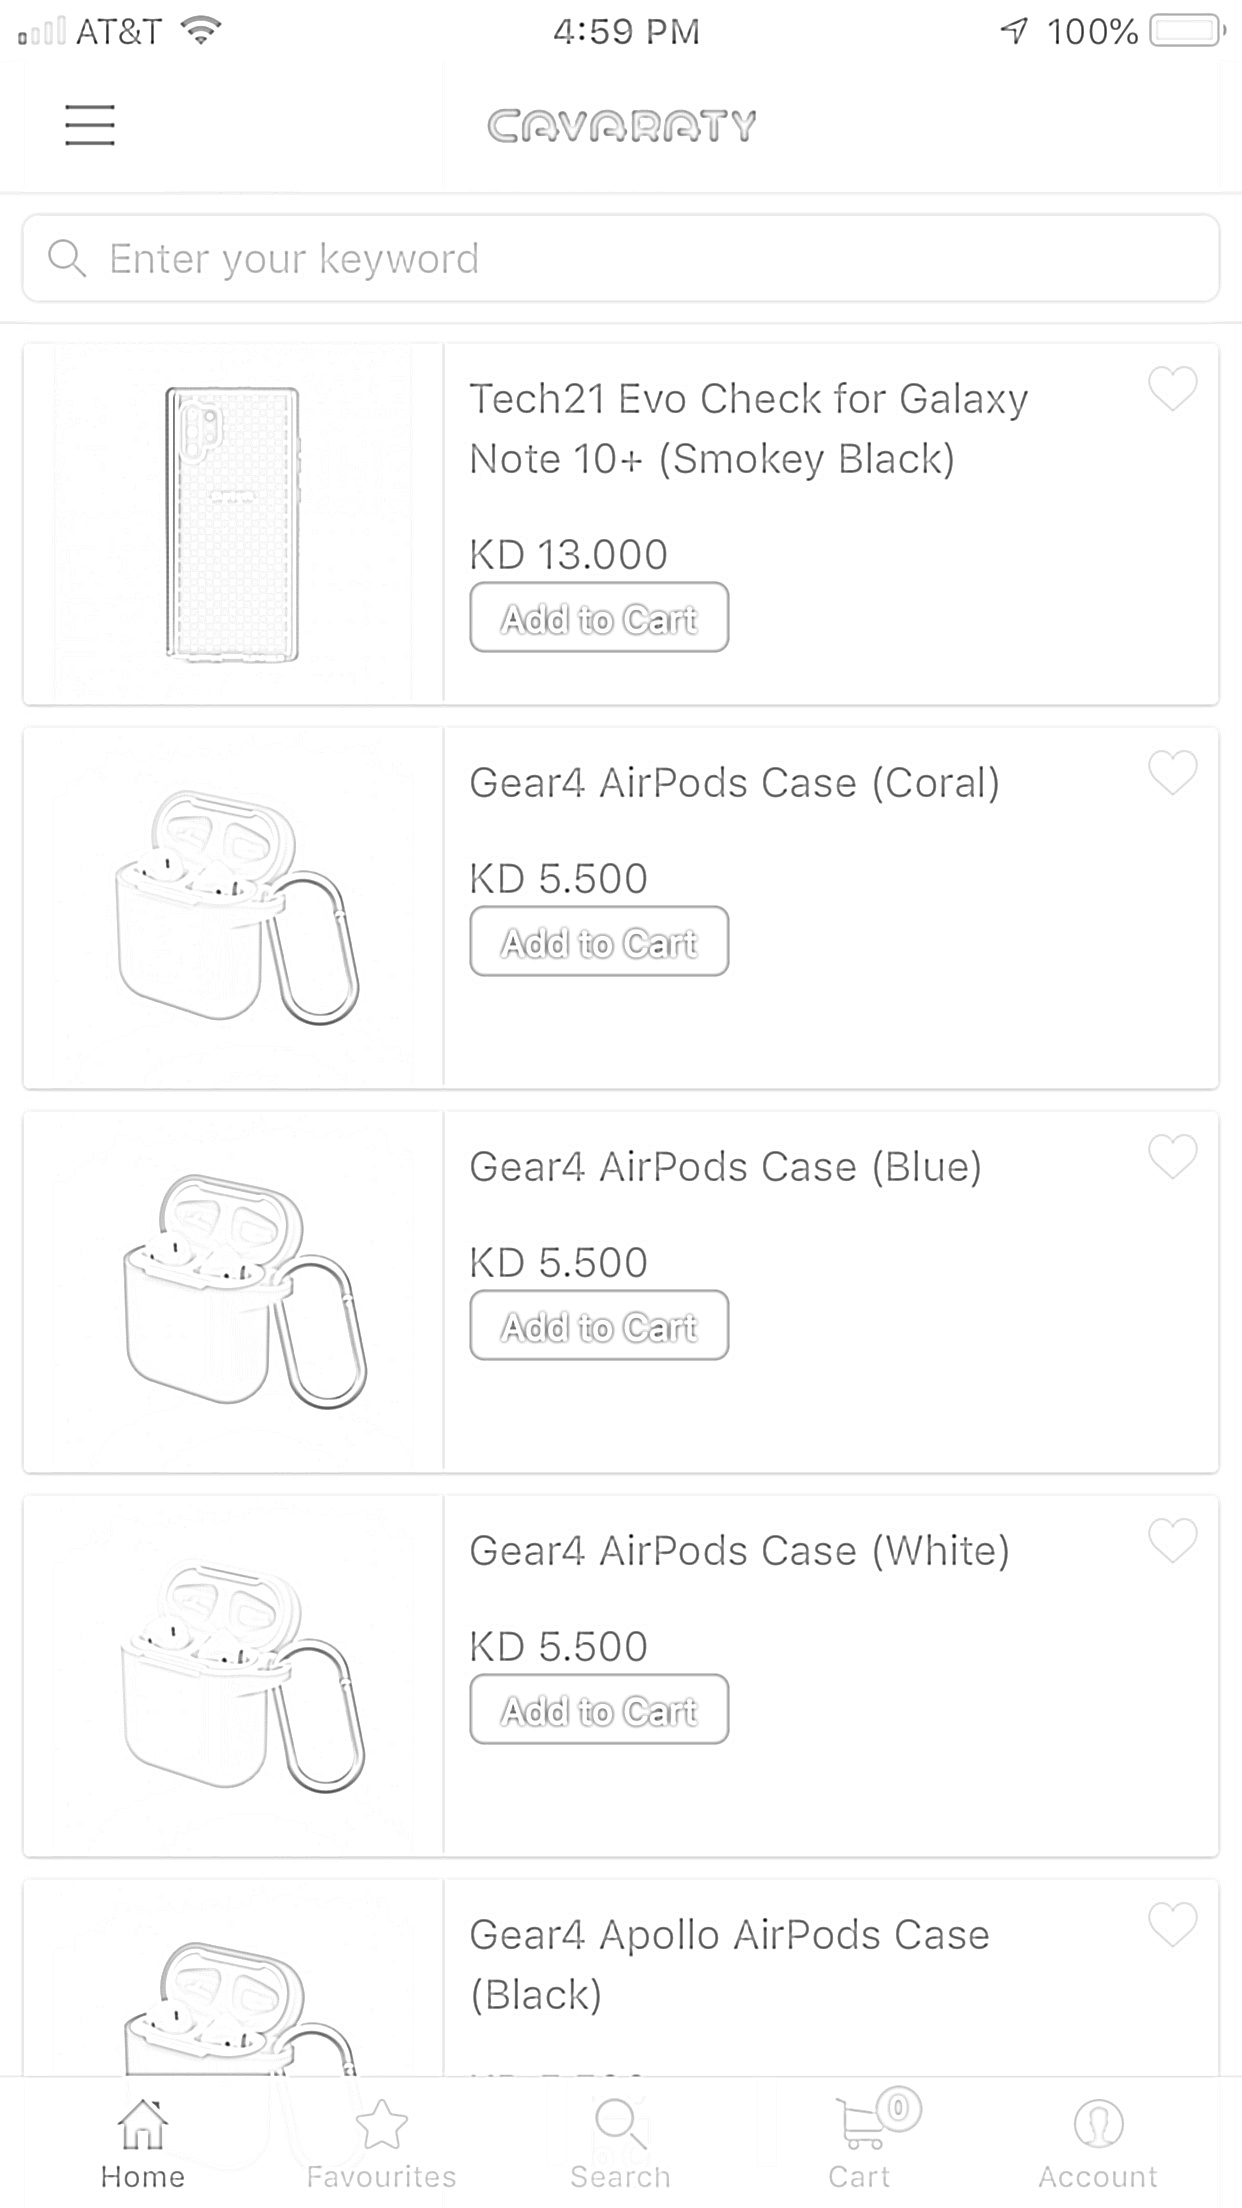 AT&T 4:59 PM 100%
CAVARATY
Enter your keyword
Tech21 Evo Check for Galaxy
Note 10+ (Smokey Black)
KD 13.000
Add to Cart
Gear4 AirPods Case (Coral)
KD 5.500
Add to Cart
Gear4 AirPods Case (Blue)
KD 5.500
Add to Cart
Gear4 AirPods Case (White)
KD 5.500
Add to Cart
Gear4 Apollo AirPods Case
(Black)
0
Home Favourites Search Cart Account